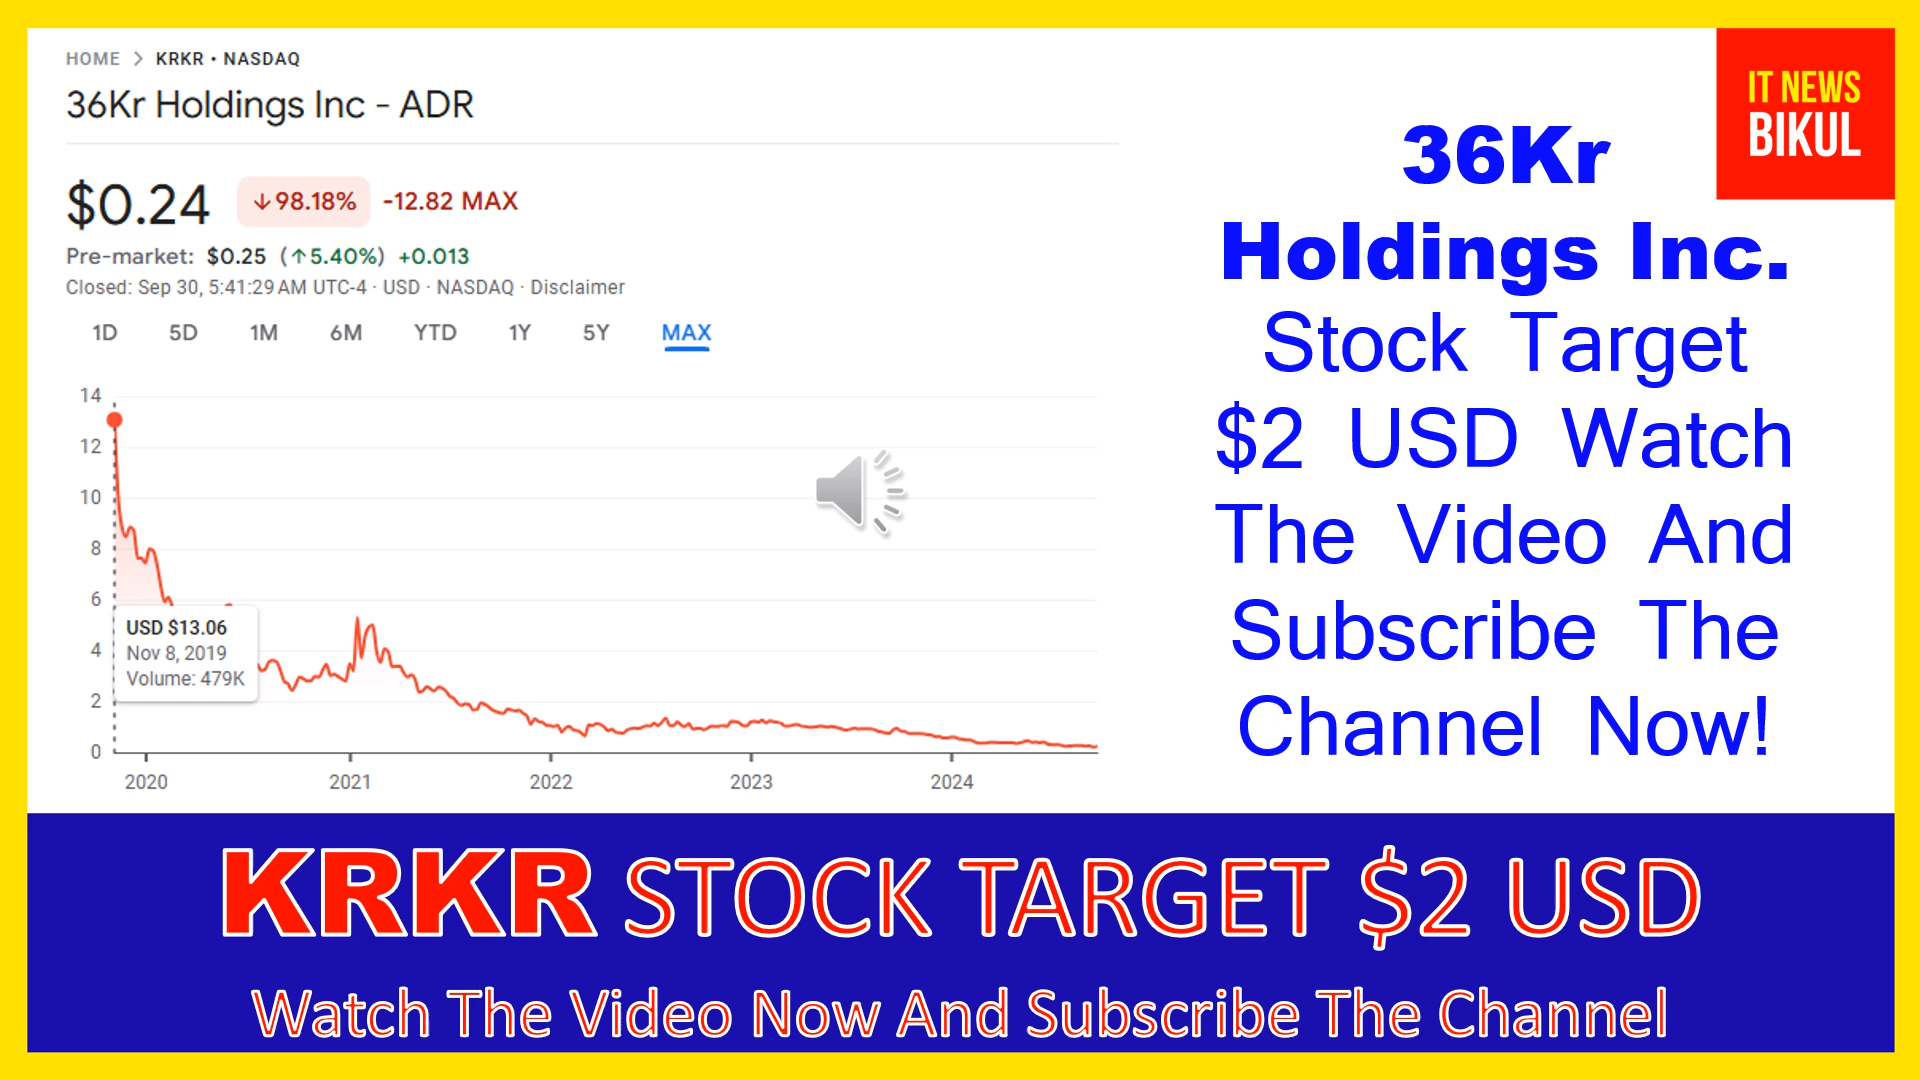 HOME > KRKR • NASDAQ
36Kr Holdings Inc - ADR
$0.24 ↓98.18% -12.82 MAX
Pre-market: $0.25 (↑5.40%) +0.013
Closed: Sep 30, 5:41:29 AM UTC-4 · USD · NASDAQ · Disclaimer
1D 5D 1M 6M YTD 1Y 5Y MAX
14
12
10
8
6
4
2
0
USD $13.06
Nov 8, 2019
Volume: 479K
2020 2021 2022 2023 2024
IT NEWS
BIKUL
36Kr
Holdings Inc.
Stock Target
$2 USD Watch
The Video And
Subscribe The
Channel Now!
KRKR STOCK TARGET $2 USD
Watch The Video Now And Subscribe The Channel